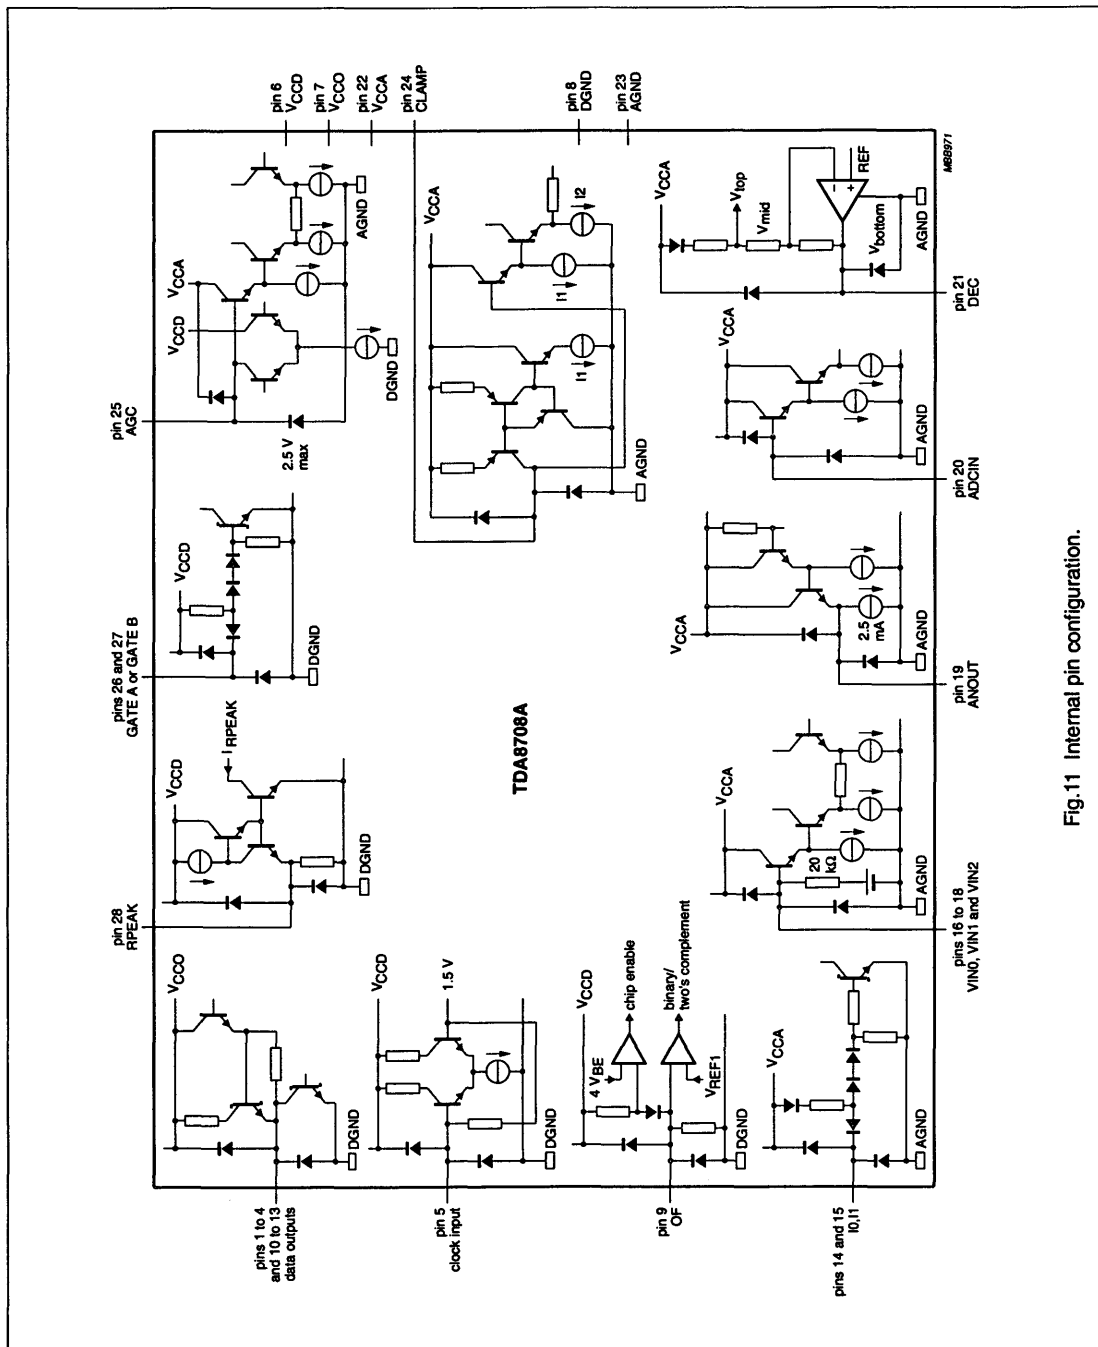 pins 1 to 4
and 10 to 13
data outputs
VCCO
DGND
pin 28
RPEAK
VCCD
I RPEAK
DGND
pins 26 and 27
GATE A or GATE B
VCCD
DGND
pin 25
AGC
2.5 V
max
VCCD
VCCA
DGND
AGND
pin 6
VCCD
pin 7
VCCO
pin 22
VCCA
pin 24
CLAMP
pin 5
clock input
VCCD
1.5 V
DGND
TDA8708A
VCCA
I1
I1
I2
AGND
pin 8
DGND
pin 23
AGND
pin 9
OF
VCCD
4 VBE
chip enable
binary/
two's complement
VREF1
DGND
pins 14 and 15
I0,I1
VCCA
AGND
pins 16 to 18
VIN0, VIN1 and VIN2
VCCA
20
kΩ
AGND
pin 19
ANOUT
VCCA
2.5
mA
AGND
pin 20
ADCIN
VCCA
AGND
pin 21
DEC
VCCA
Vtop
Vmid
Vbottom
REF
AGND
MBB971
Fig.11 Internal pin configuration.